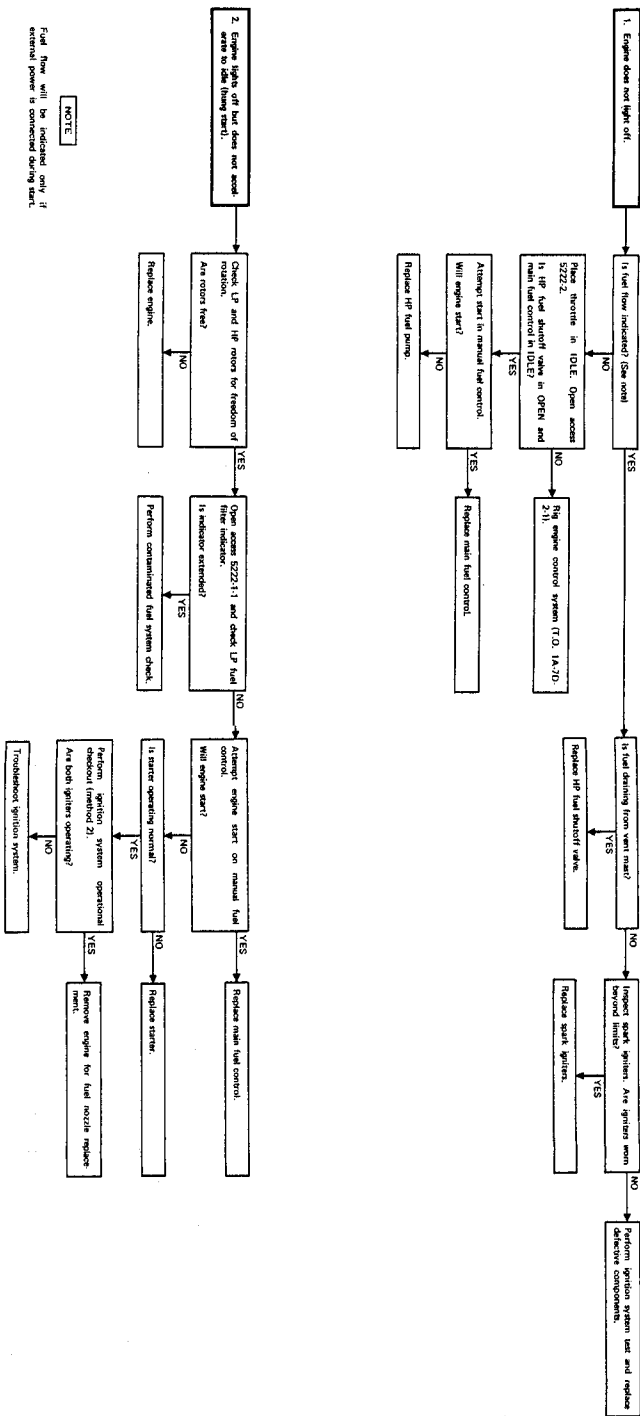 1. Engine does not light off.
Is fuel flow indicated? (See note)
YES
NO
Place throttle in IDLE. Open access
5222-2.
Is HP fuel shutoff valve in OPEN and
main fuel control in IDLE?
NO
YES
Rig engine control system (T.O. 1A-7D-
2-1).
Attempt start in manual fuel control.
Will engine start?
YES
NO
Replace main fuel control.
Replace HP fuel pump.
Is fuel draining from vent mast?
NO
YES
Replace HP fuel shutoff valve.
Inspect spark igniters. Are igniters worn
beyond limits?
NO
YES
Replace spark igniters.
Perform ignition system test and replace
defective components.
2. Engine lights off but does not accel-
erate to idle (hung start).
Check LP and HP rotors for freedom of
rotation.
Are rotors free?
YES
NO
Replace engine.
Open access 5222-1-1 and check LP fuel
filter indicator.
Is indicator extended?
NO
YES
Perform contaminated fuel system check.
Attempt engine start on manual fuel
control.
Will engine start?
YES
NO
Replace main fuel control.
Is starter operating normal?
NO
YES
Replace starter.
Perform ignition system operational
checkout (method 2).
Are both igniters operating?
YES
NO
Remove engine for fuel nozzle replace-
ment.
Troubleshoot ignition system.
NOTE
Fuel flow will be indicated only if
external power is connected during start.